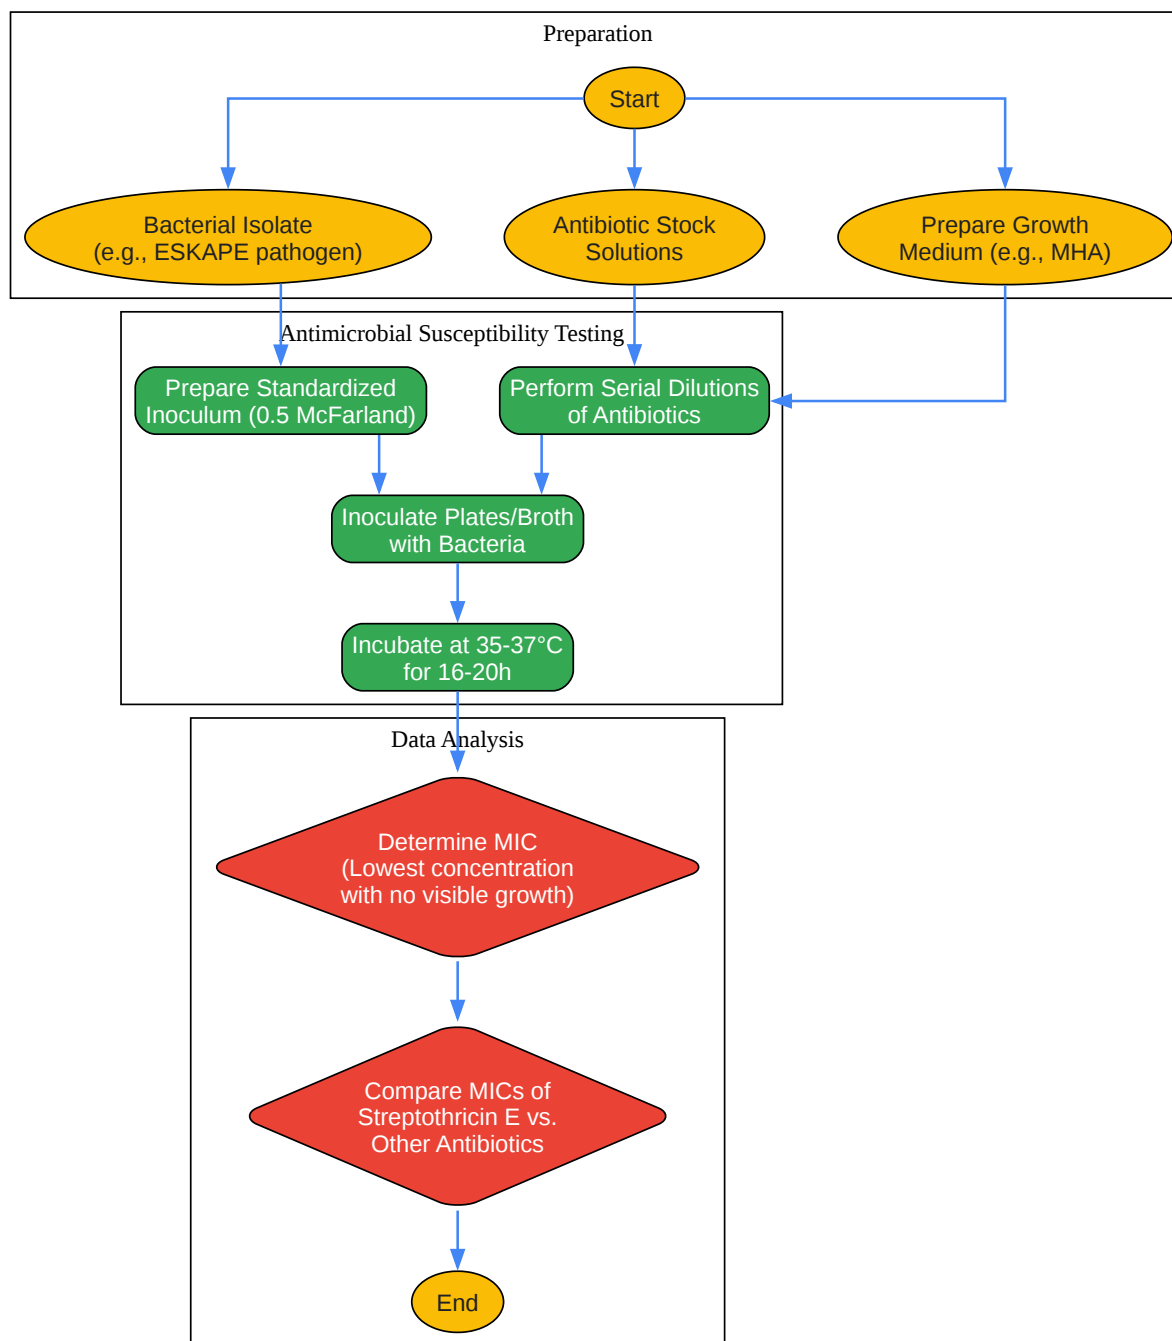 Preparation
Start
Bacterial Isolate
(e.g., ESKAPE pathogen)
Antibiotic Stock
Solutions
Prepare Growth
Medium (e.g., MHA)
Antimicrobial Susceptibility Testing
Prepare Standardized
Inoculum (0.5 McFarland)
Perform Serial Dilutions
of Antibiotics
Inoculate Plates/Broth
with Bacteria
Incubate at 35-37°C
for 16-20h
Data Analysis
Determine MIC
(Lowest concentration
with no visible growth)
Compare MICs of
Streptothricin E vs.
Other Antibiotics
End